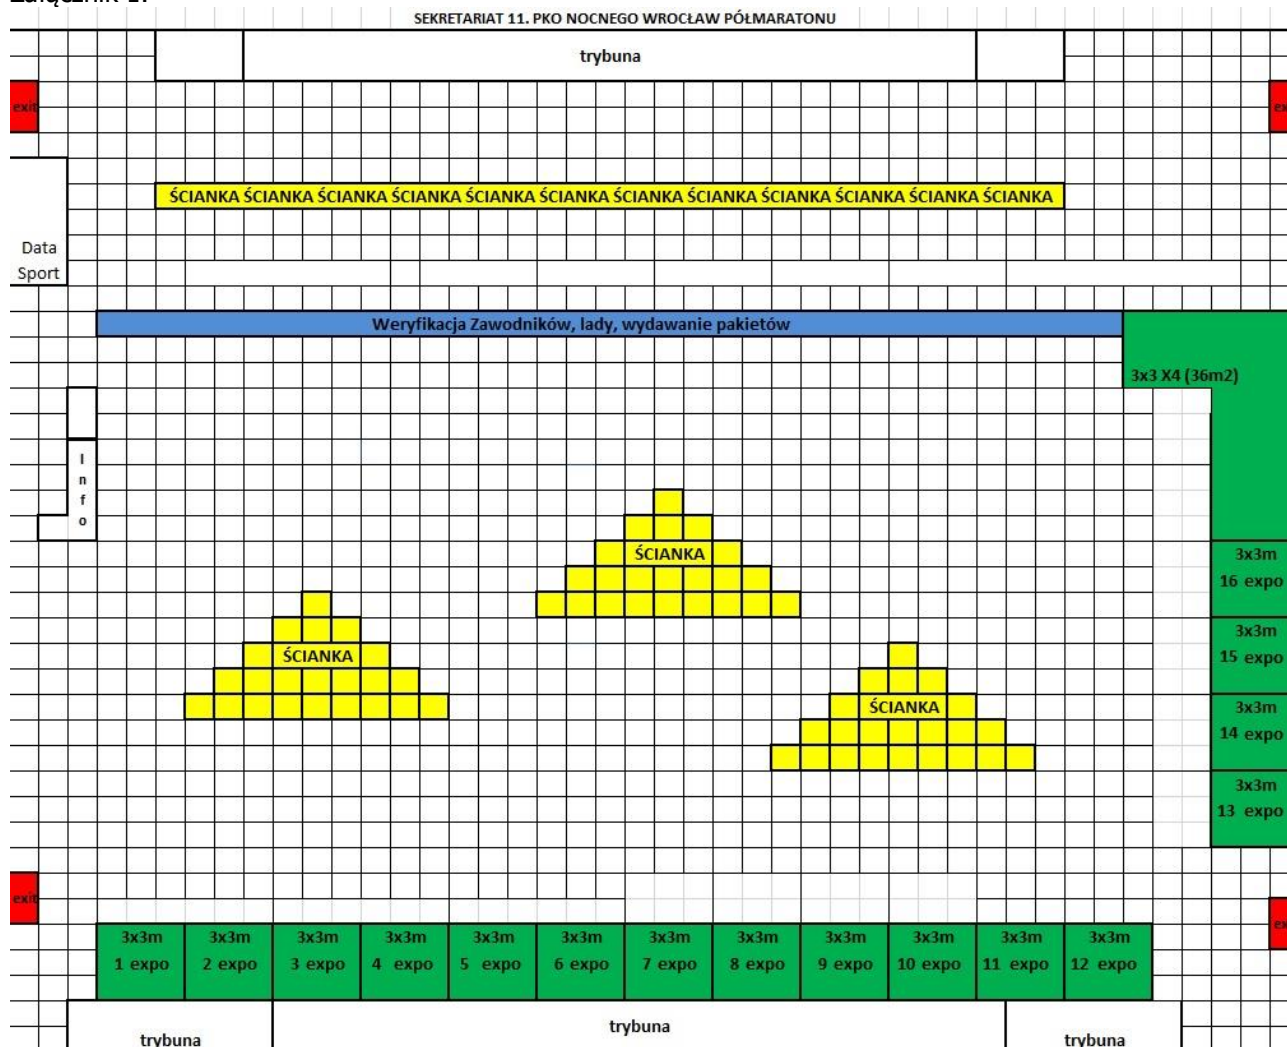 SEKRETARIAT 11. PKO NOCNEGO WROCŁAW PÓŁMARATONU
trybuna
exit
ŚCIANKA ŚCIANKA ŚCIANKA ŚCIANKA ŚCIANKA ŚCIANKA ŚCIANKA ŚCIANKA ŚCIANKA ŚCIANKA ŚCIANKA ŚCIANKA
Data
Sport
Weryfikacja Zawodników, lady, wydawanie pakietów
3x3 X4 (36m2)
Info
ŚCIANKA
3x3m
16 expo
ŚCIANKA
3x3m
15 expo
ŚCIANKA
3x3m
14 expo
3x3m
13 expo
exit
3x3m 3x3m 3x3m 3x3m 3x3m 3x3m 3x3m 3x3m 3x3m 3x3m 3x3m 3x3m
1 expo 2 expo 3 expo 4 expo 5 expo 6 expo 7 expo 8 expo 9 expo 10 expo 11 expo 12 expo
trybuna
trybuna
trybuna